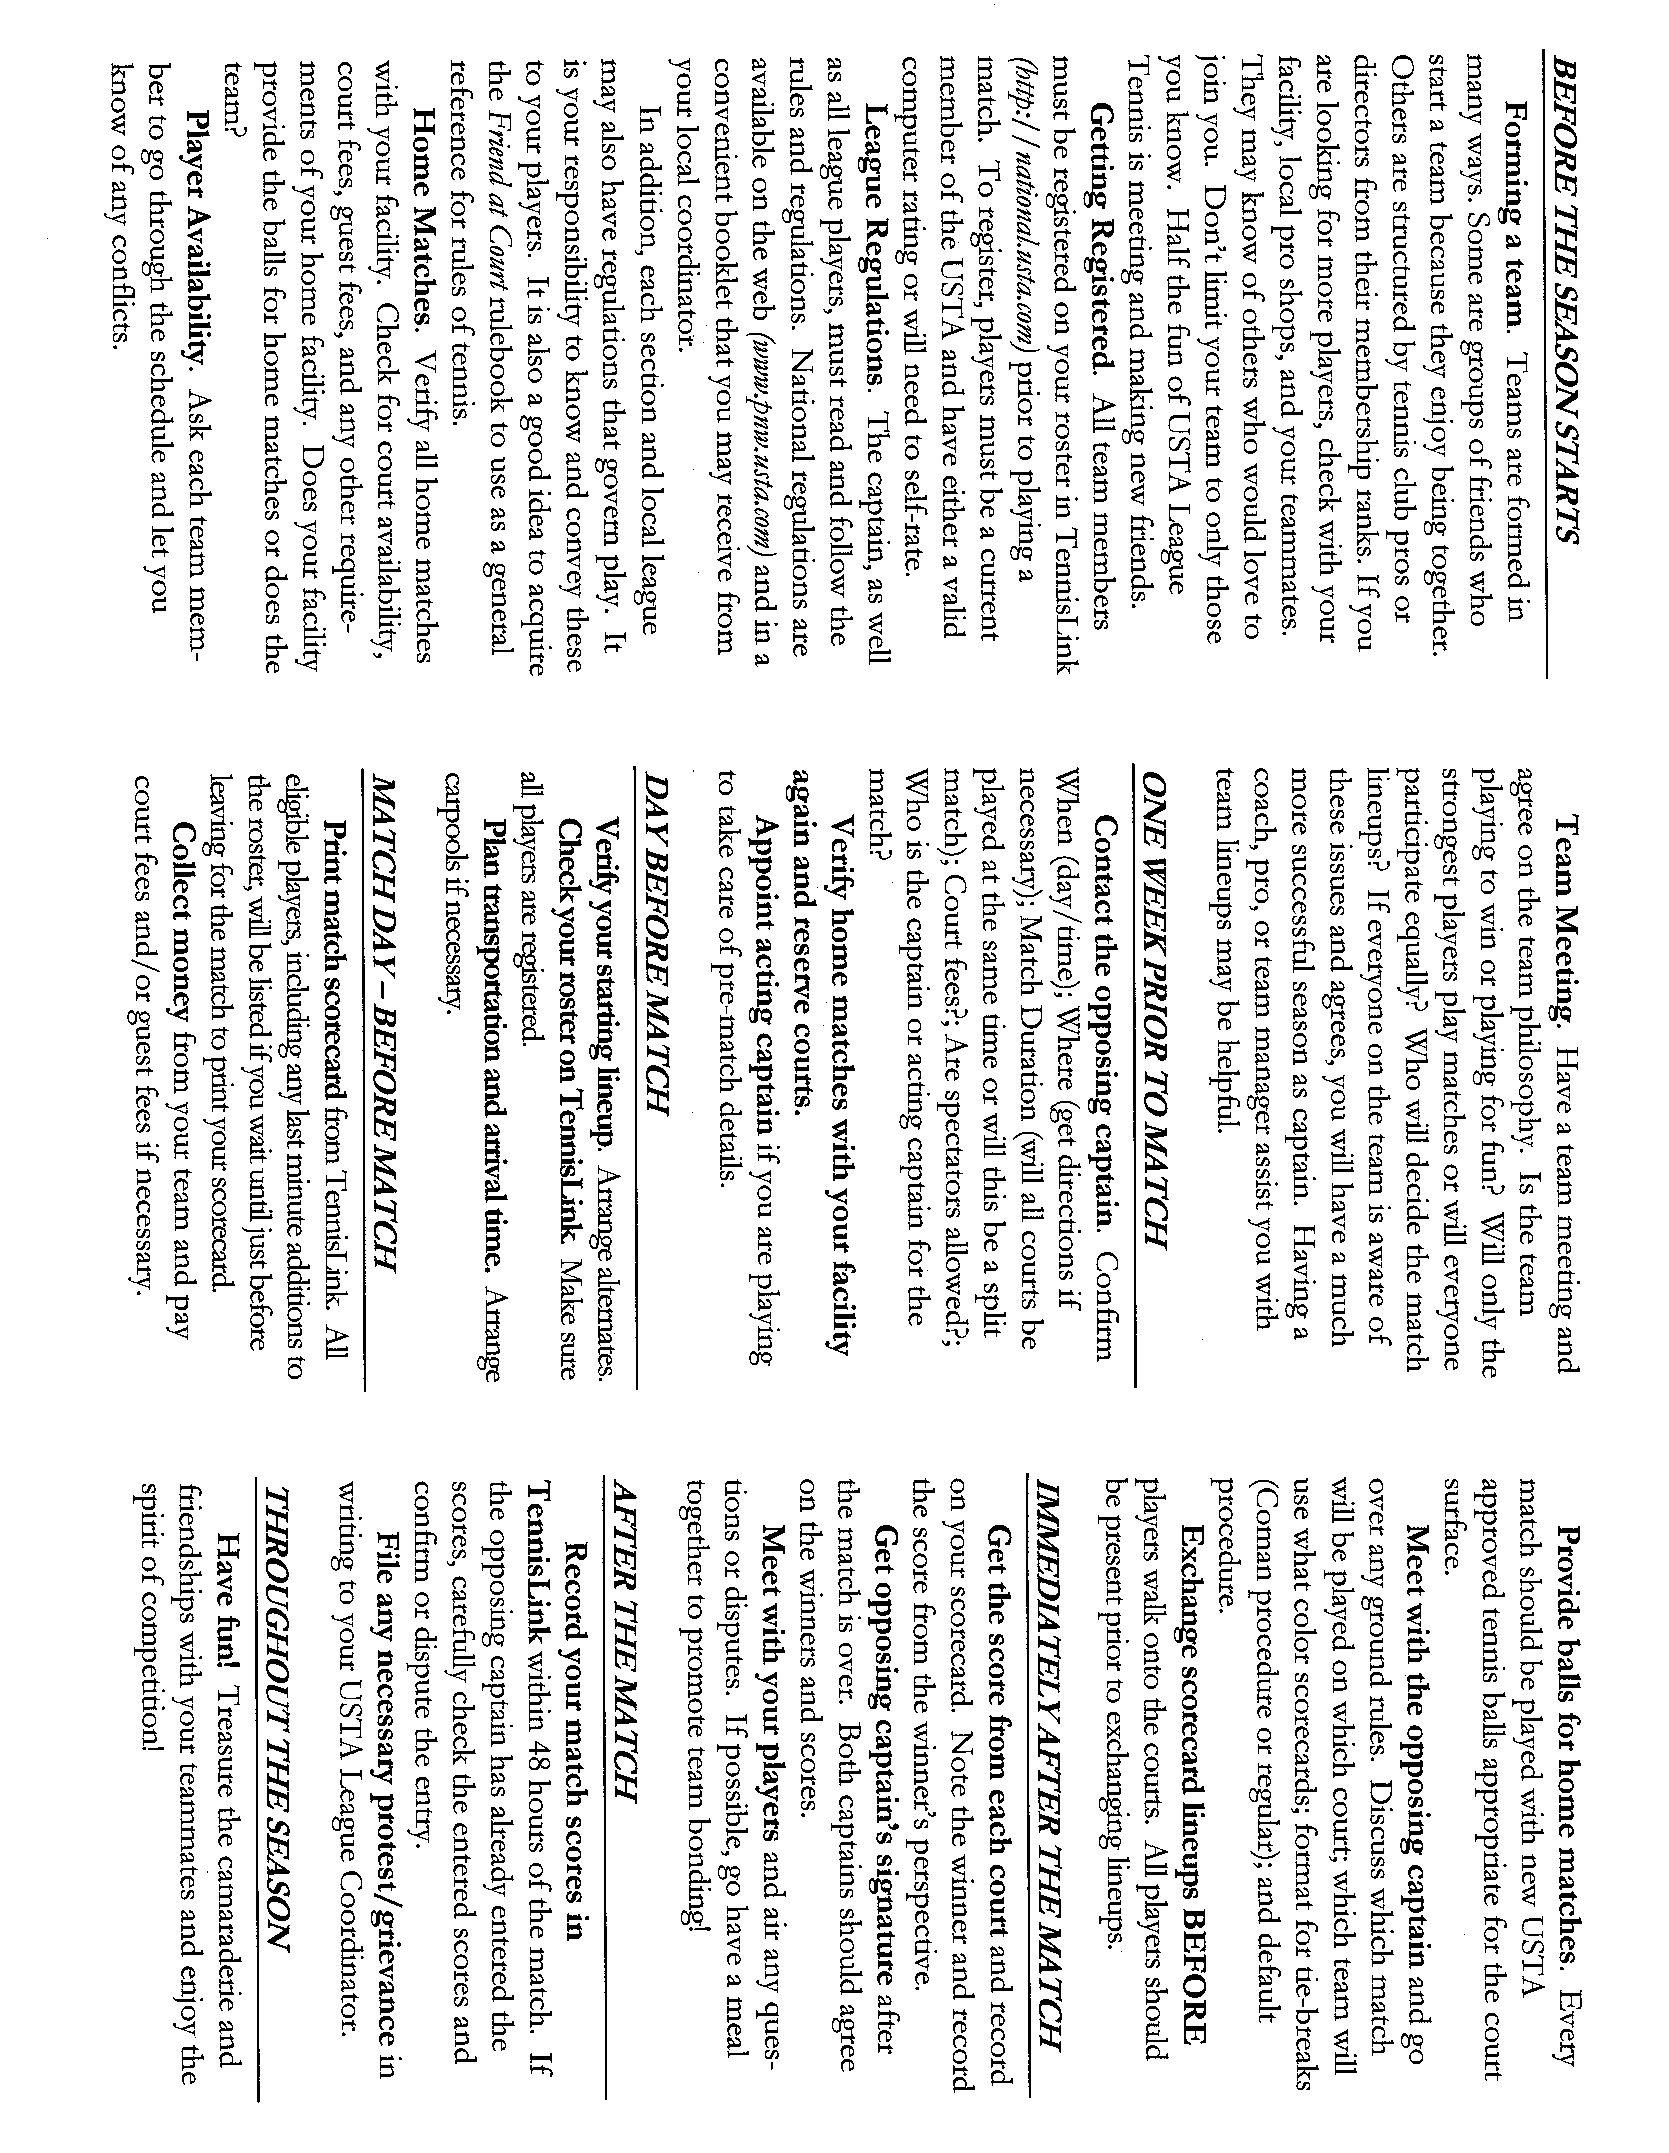 BEFORE THE SEASON STARTS
Forming a team. Teams are formed in
many ways. Some are groups of friends who
start a team because they enjoy being together.
Others are structured by tennis club pros or
directors from their membership ranks. If you
are looking for more players, check with your
facility, local pro shops, and your teammates.
They may know of others who would love to
join you. Don't limit your team to only those
you know. Half the fun of USTA League
Tennis is meeting and making new friends.
Getting Registered. All team members
must be registered on your roster in TennisLink
(http://national.usta.com) prior to playing a
match. To register, players must be a current
member of the USTA and have either a valid
computer rating or will need to self-rate.
League Regulations. The captain, as well
as all league players, must read and follow the
rules and regulations. National regulations are
available on the web (www.pnw.usta.com) and in a
convenient booklet that you may receive from
your local coordinator.
In addition, each section and local league
may also have regulations that govern play. It
is your responsibility to know and convey these
to your players. It is also a good idea to acquire
the Friend at Court rulebook to use as a general
reference for rules of tennis.
Home Matches. Verify all home matches
with your facility. Check for court availability,
court fees, guest fees, and any other require-
ments of your home facility. Does your facility
provide the balls for home matches or does the
team?
Player Availability. Ask each team mem-
ber to go through the schedule and let you
know of any conflicts.
Team Meeting. Have a team meeting and
agree on the team philosophy. Is the team
playing to win or playing for fun? Will only the
strongest players play matches or will everyone
participate equally? Who will decide the match
lineups? If everyone on the team is aware of
these issues and agrees, you will have a much
more successful season as captain. Having a
coach, pro, or team manager assist you with
team lineups may be helpful.
ONE WEEK PRIOR TO MATCH
Contact the opposing captain. Confirm
When (day/time); Where (get directions if
necessary); Match Duration (will all courts be
played at the same time or will this be a split
match); Court fees?; Are spectators allowed?;
Who is the captain or acting captain for the
match?
Verify home matches with your facility
again and reserve courts.
Appoint acting captain if you are playing
to take care of pre-match details.
DAY BEFORE MATCH
Verify your starting lineup. Arrange alternates.
Check your roster on TennisLink. Make sure
all players are registered.
Plan transportation and arrival time. Arrange
carpools if necessary.
MATCH DAY – BEFORE MATCH
Print match scorecard from TennisLink. All
eligible players, including any last minute additions to
the roster, will be listed if you wait until just before
leaving for the match to print your scorecard.
Collect money from your team and pay
court fees and/or guest fees if necessary.
Provide balls for home matches. Every
match should be played with new USTA
approved tennis balls appropriate for the court
surface.
Meet with the opposing captain and go
over any ground rules. Discuss which match
will be played on which court; which team will
use what color scorecards; format for tie-breaks
(Coman procedure or regular); and default
procedure.
Exchange scorecard lineups BEFORE
players walk onto the courts. All players should
be present prior to exchanging lineups.
IMMEDIATELY AFTER THE MATCH
Get the score from each court and record
on your scorecard. Note the winner and record
the score from the winner's perspective.
Get opposing captain's signature after
the match is over. Both captains should agree
on the winners and scores.
Meet with your players and air any ques-
tions or disputes. If possible, go have a meal
together to promote team bonding!
AFTER THE MATCH
Record your match scores in
TennisLink within 48 hours of the match. If
the opposing captain has already entered the
scores, carefully check the entered scores and
confirm or dispute the entry.
File any necessary protest/grievance in
writing to your USTA League Coordinator.
THROUGHOUT THE SEASON
Have fun! Treasure the camaraderie and
friendships with your teammates and enjoy the
spirit of competition!